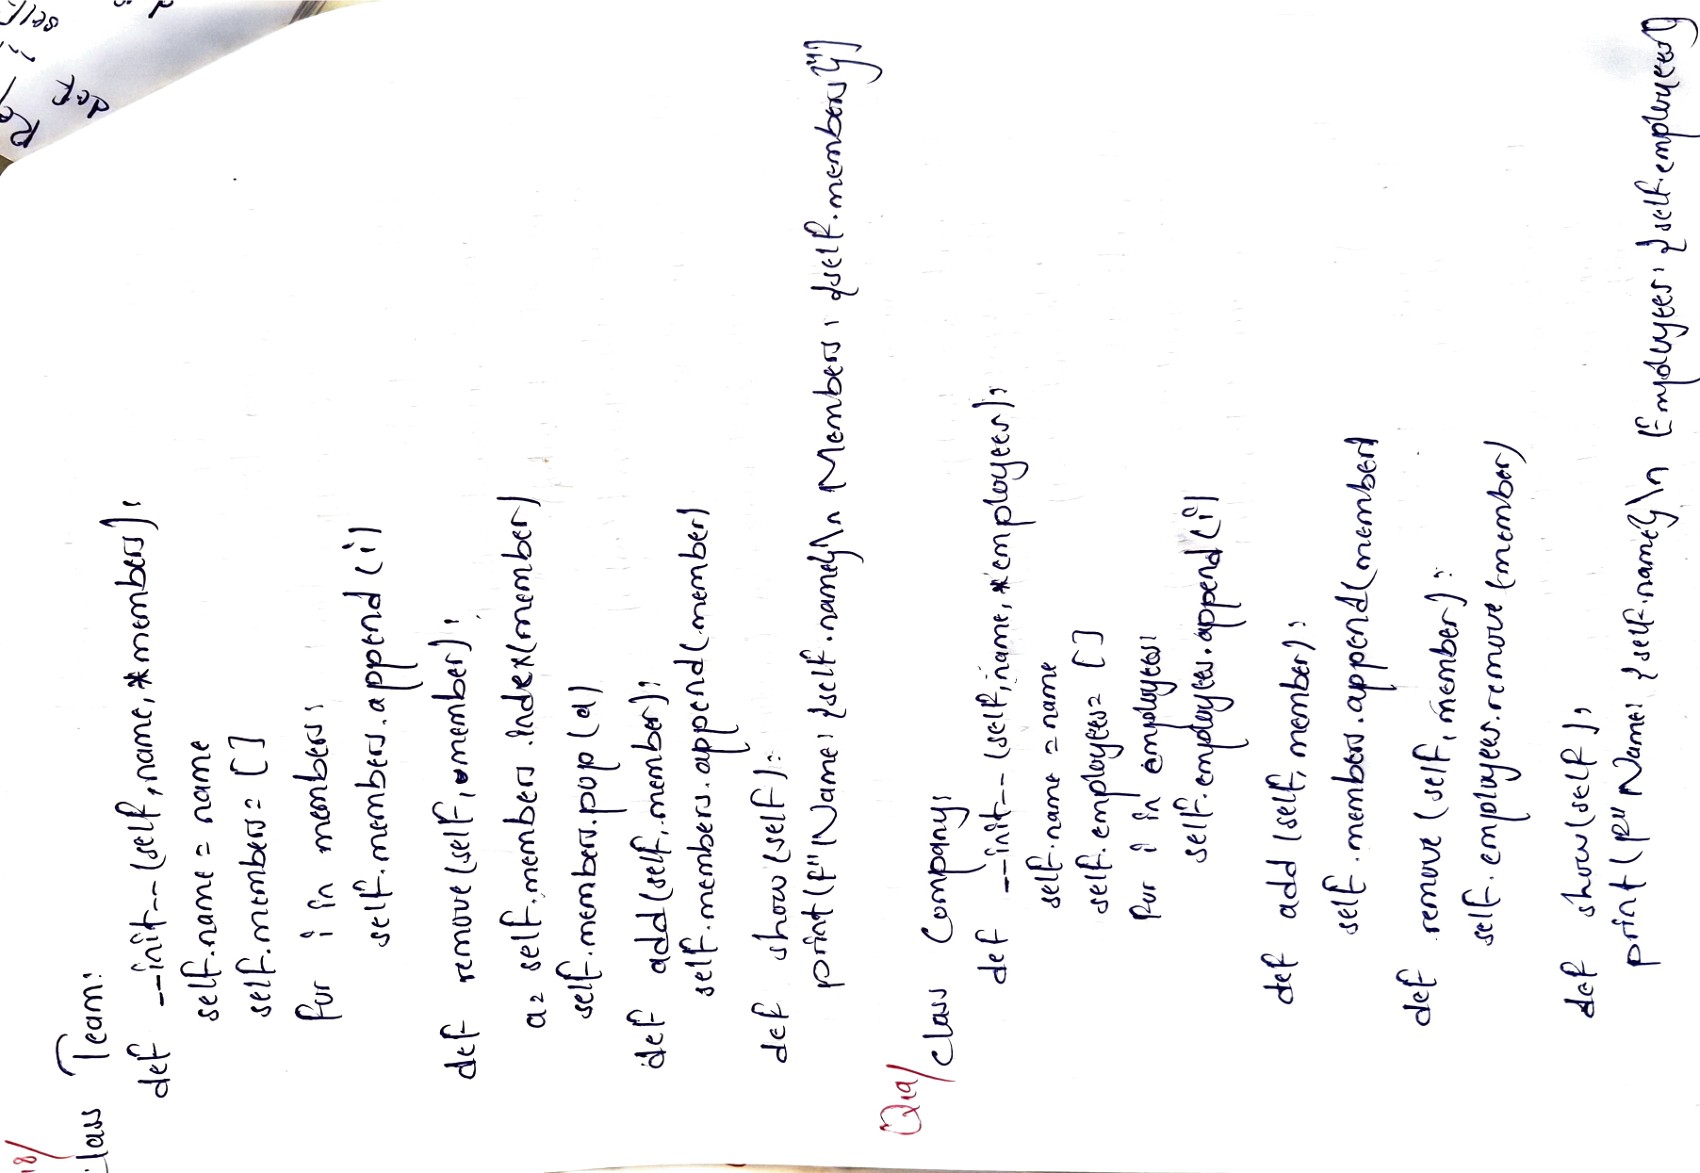 18/
class Team:
def __init__(self, name, *members):
self.name = name
self.members = []
for i in members:
self.members.append(i)
def remove(self, member):
a = self.members.index(member)
self.members.pop(a)
def add(self, member):
self.members.append(member)
def show(self):
print(f"Name: {self.name}\n Members: {self.members}")
Q19/
class Company:
def __init__(self, name, *employees):
self.name = name
self.employees = []
for i in employees:
self.employees.append(i)
def add(self, member):
self.members.append(member)
def remove(self, member):
self.employees.remove(member)
def show(self):
print(f"Name: {self.name}\n Employees: {self.employees}
def
self